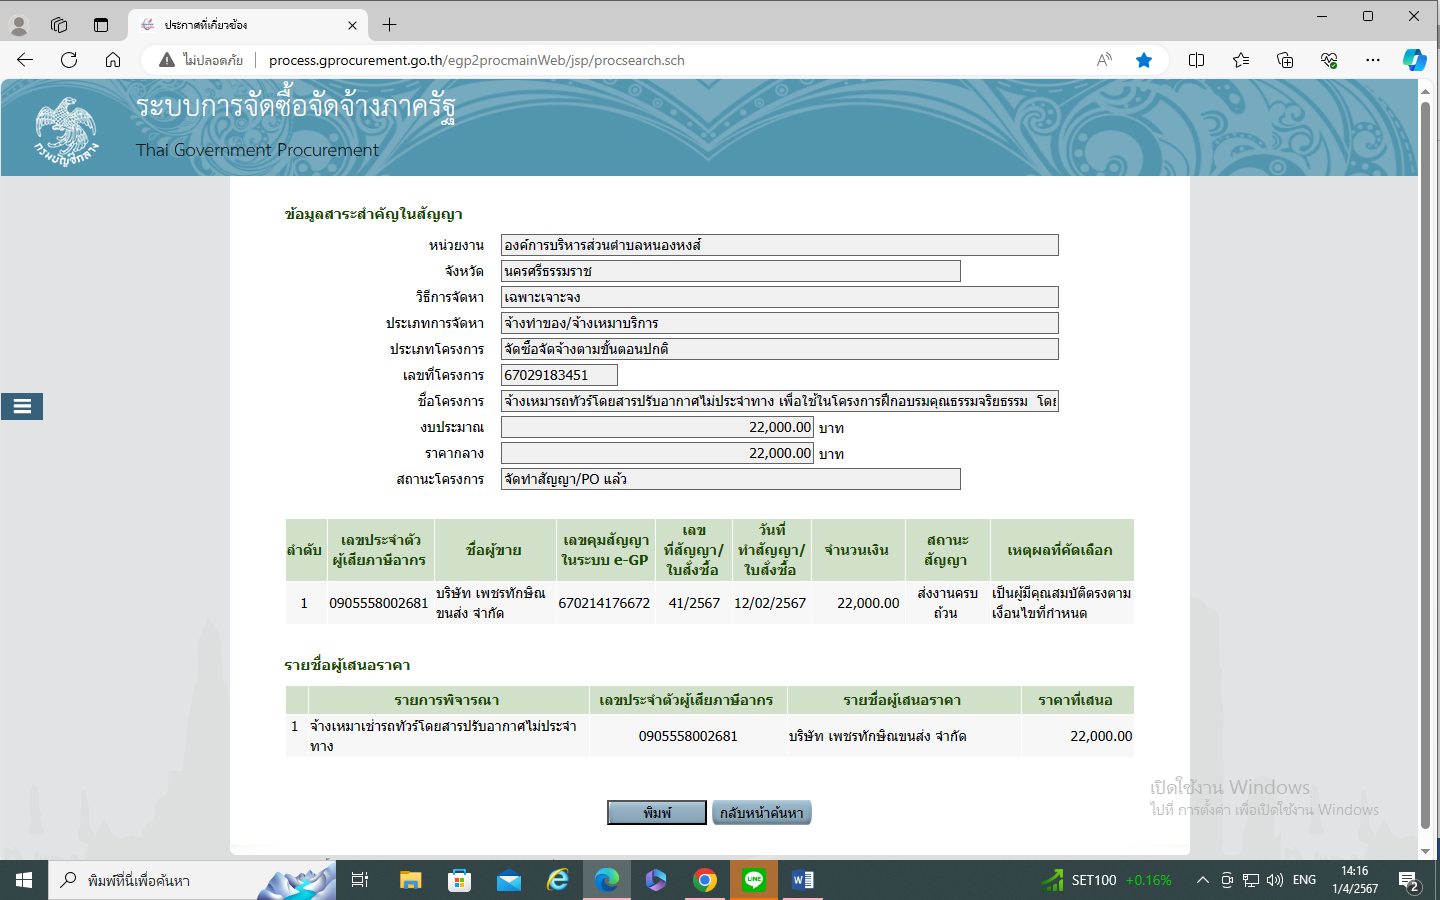 ประกาศที่เกี่ยวข้อง
ไม่ปลอดภัย
process.gprocurement.go.th/egp2procmainWeb/jsp/procsearch.sch
ระบบการจัดซื้อจัดจ้างภาครัฐ
Thai Government Procurement
กรมบัญชีกลาง
ข้อมูลสาระสำคัญในสัญญา
หน่วยงาน องค์การบริหารส่วนตำบลหนองหงส์
จังหวัด นครศรีธรรมราช
วิธีการจัดหา เฉพาะเจาะจง
ประเภทการจัดหา จ้างทำของ/จ้างเหมาบริการ
ประเภทโครงการ จัดซื้อจัดจ้างตามขั้นตอนปกติ
เลขที่โครงการ 67029183451
ชื่อโครงการ จ้างเหมารถทัวร์โดยสารปรับอากาศไม่ประจำทาง เพื่อใช้ในโครงการฝึกอบรมคุณธรรมจริยธรรม โดย
งบประมาณ 22,000.00 บาท
ราคากลาง 22,000.00 บาท
สถานะโครงการ จัดทำสัญญา/PO แล้ว
ลำดับ เลขประจำตัวผู้เสียภาษีอากร ชื่อผู้ขาย เลขคุมสัญญาในระบบ e-GP เลขที่สัญญา/ใบสั่งซื้อ วันที่ทำสัญญา/ใบสั่งซื้อ จำนวนเงิน สถานะสัญญา เหตุผลที่คัดเลือก
1 0905558002681 บริษัท เพชรทักษิณขนส่ง จำกัด 670214176672 41/2567 12/02/2567 22,000.00 ส่งงานครบถ้วน เป็นผู้มีคุณสมบัติตรงตามเงื่อนไขที่กำหนด
รายชื่อผู้เสนอราคา
รายการพิจารณา เลขประจำตัวผู้เสียภาษีอากร รายชื่อผู้เสนอราคา ราคาที่เสนอ
1 จ้างเหมาเช่ารถทัวร์โดยสารปรับอากาศไม่ประจำทาง 0905558002681 บริษัท เพชรทักษิณขนส่ง จำกัด 22,000.00
พิมพ์ กลับหน้าค้นหา
เปิดใช้งาน Windows
ไปที่ การตั้งค่า เพื่อเปิดใช้งาน Windows
พิมพ์ที่นี่เพื่อค้นหา
LINE
SET100 +0.16%
ENG
14:16
1/4/2567
2